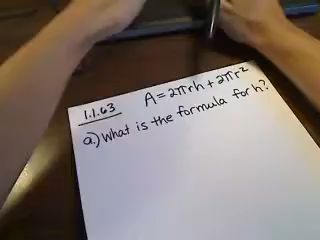 1.1.63 A = 2πrh + 2πr²
a.) What is the formula for h?